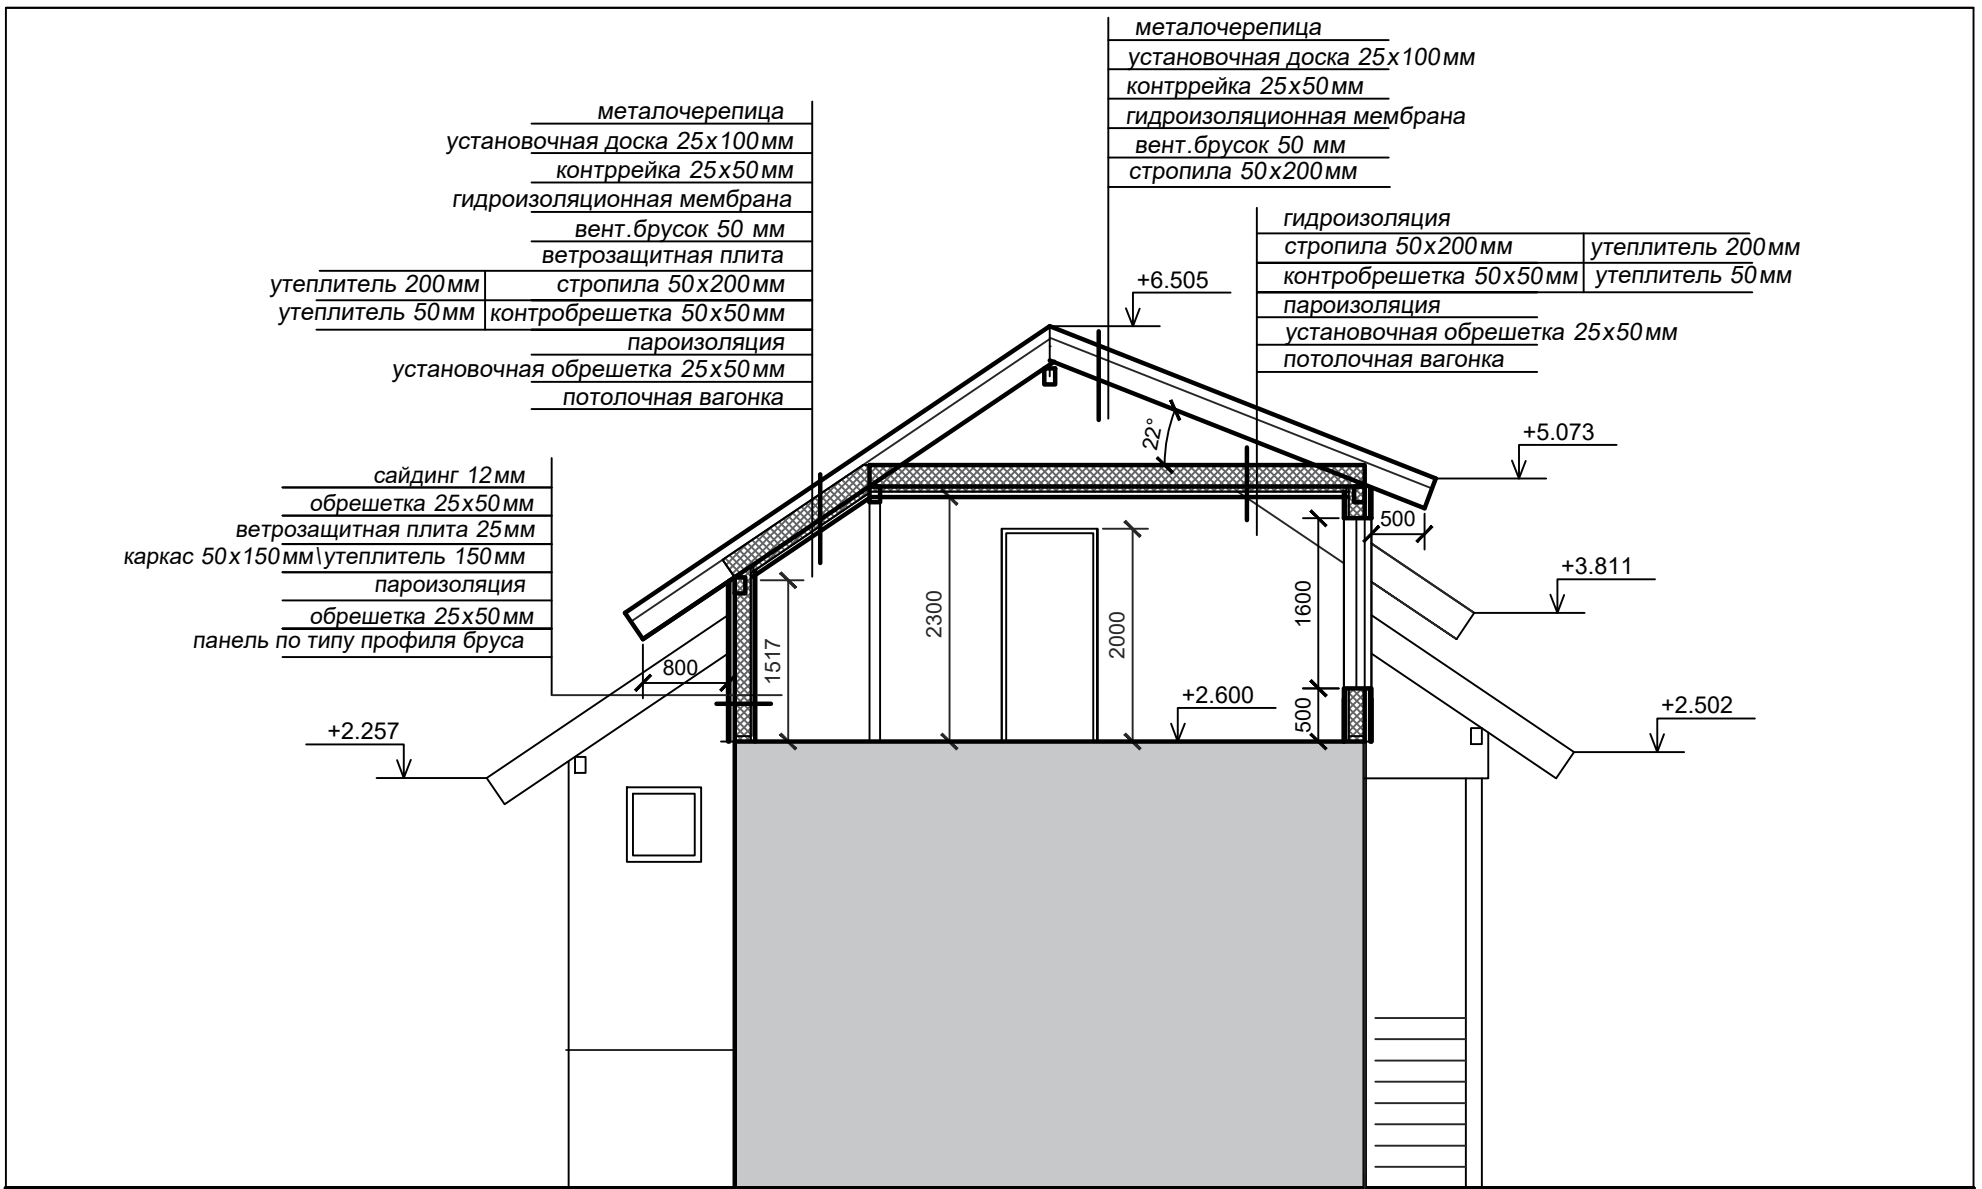 металочерепица
установочная доска 25х100мм
контррейка 25х50мм
гидроизоляционная мембрана
вент.брусок 50 мм
стропила 50х200мм
металочерепица
установочная доска 25х100мм
контррейка 25х50мм
гидроизоляционная мембрана
вент.брусок 50 мм
ветрозащитная плита
утеплитель 200мм стропила 50х200мм
утеплитель 50мм контробрешетка 50х50мм
пароизоляция
установочная обрешетка 25х50мм
потолочная вагонка
гидроизоляция
стропила 50х200мм утеплитель 200мм
контробрешетка 50х50мм утеплитель 50мм
пароизоляция
установочная обрешетка 25х50мм
потолочная вагонка
+6.505
22°
+5.073
сайдинг 12мм
обрешетка 25х50мм
ветрозащитная плита 25мм
каркас 50х150мм\утеплитель 150мм
пароизоляция
обрешетка 25х50мм
панель по типу профиля бруса
500
+3.811
1600
2300
2000
1517
800
+2.600
500
+2.502
+2.257